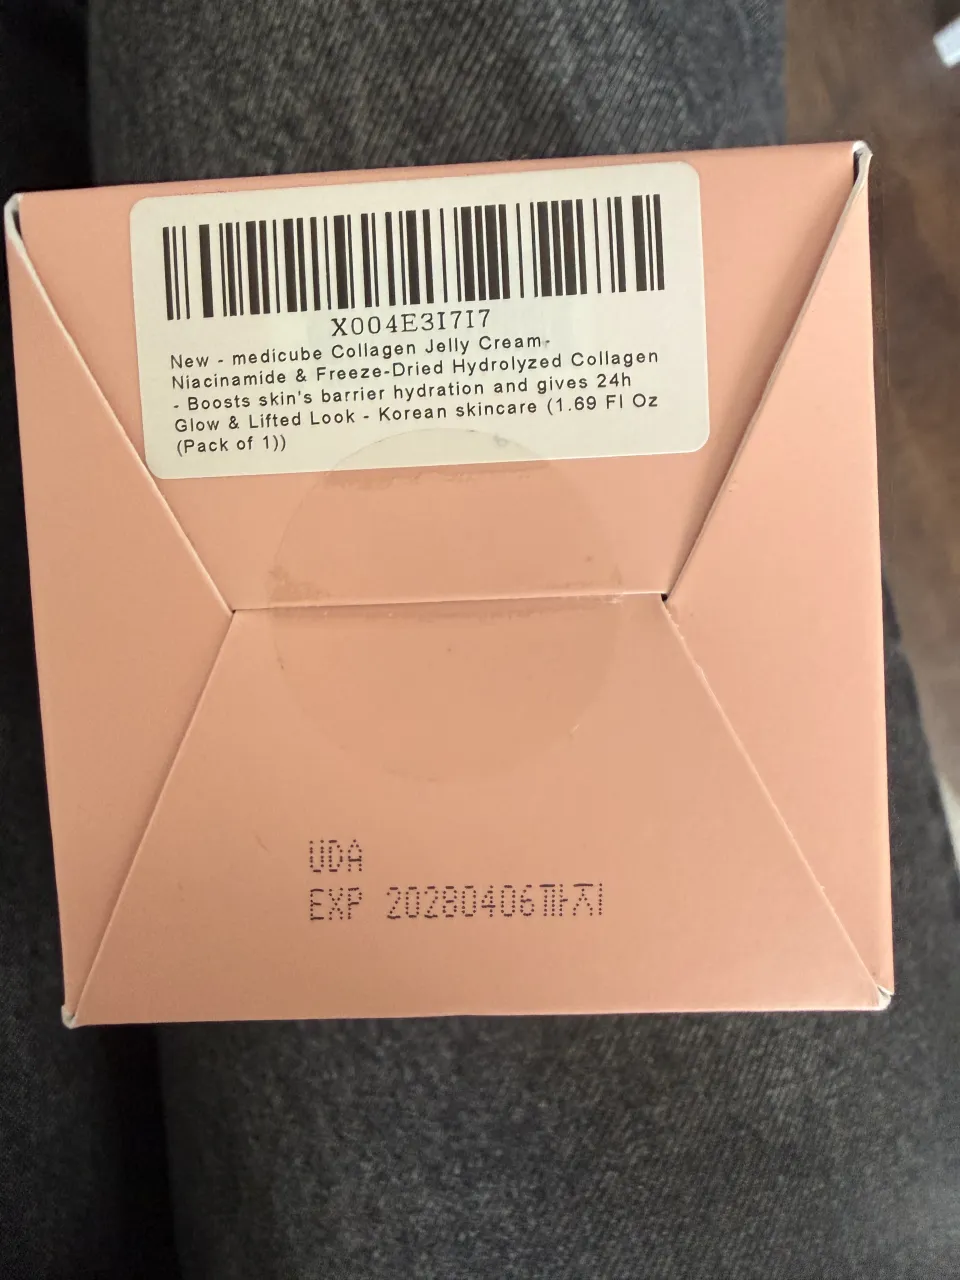 X004E3I7I7
New - medicube Collagen Jelly Cream-
Niacinamide & Freeze-Dried Hydrolyzed Collagen
- Boosts skin's barrier hydration and gives 24h
Glow & Lifted Look - Korean skincare (1.69 Fl Oz
(Pack of 1))
UDA
EXP 20280406까지